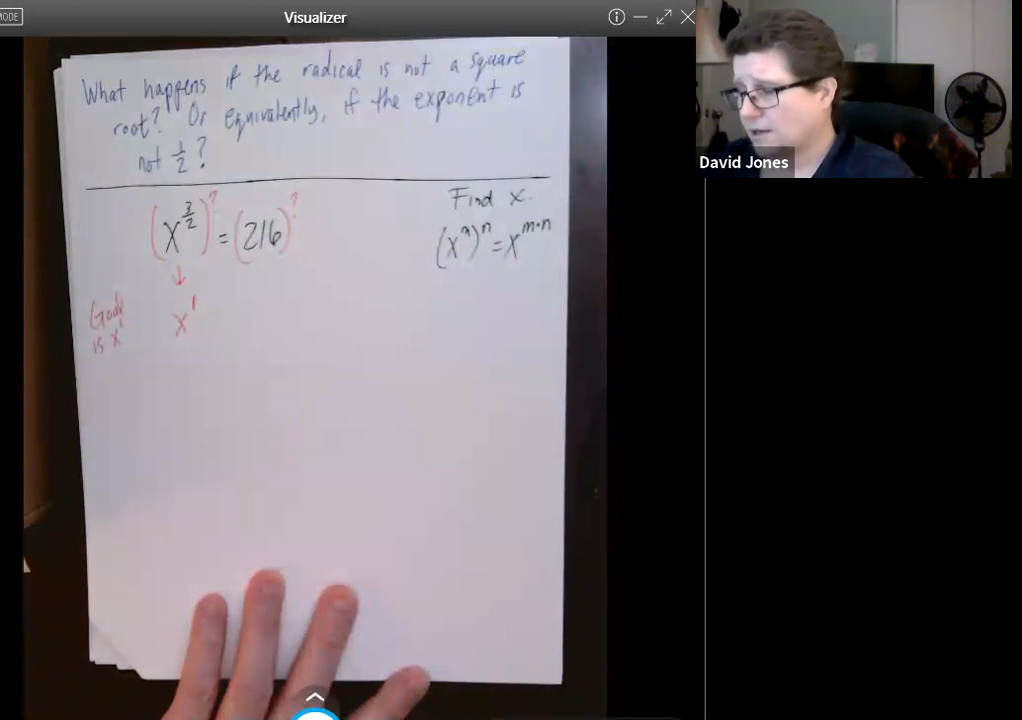 MODE
Visualizer
What happens if the radical is not a square
root? Or equivalently, if the exponent is
not 1/2?
Find x.
(x^(3/2))^? = (216)^?
(x^m)^n = x^(m·n)
↓
Goal
is x^1
x^1
David Jones